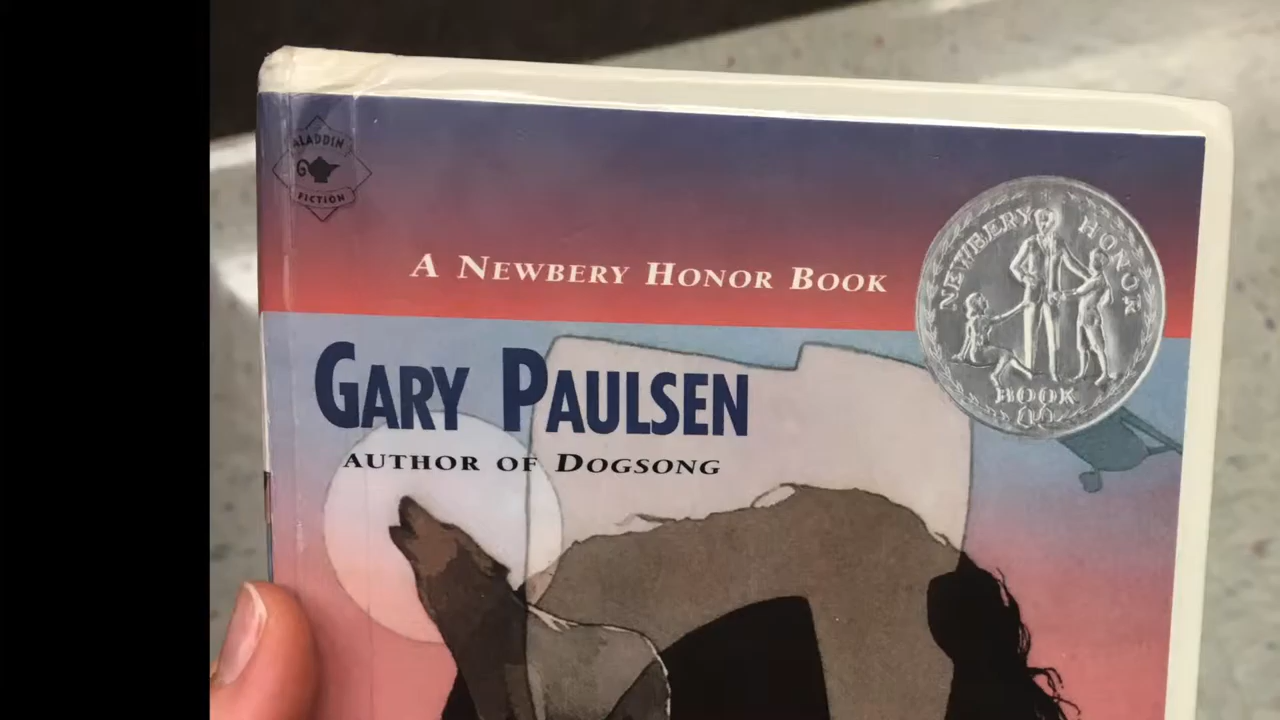 ALADDIN
FICTION
A NEWBERY HONOR BOOK
NEWBERY HONOR
BOOK
GARY PAULSEN
AUTHOR OF DOGSONG